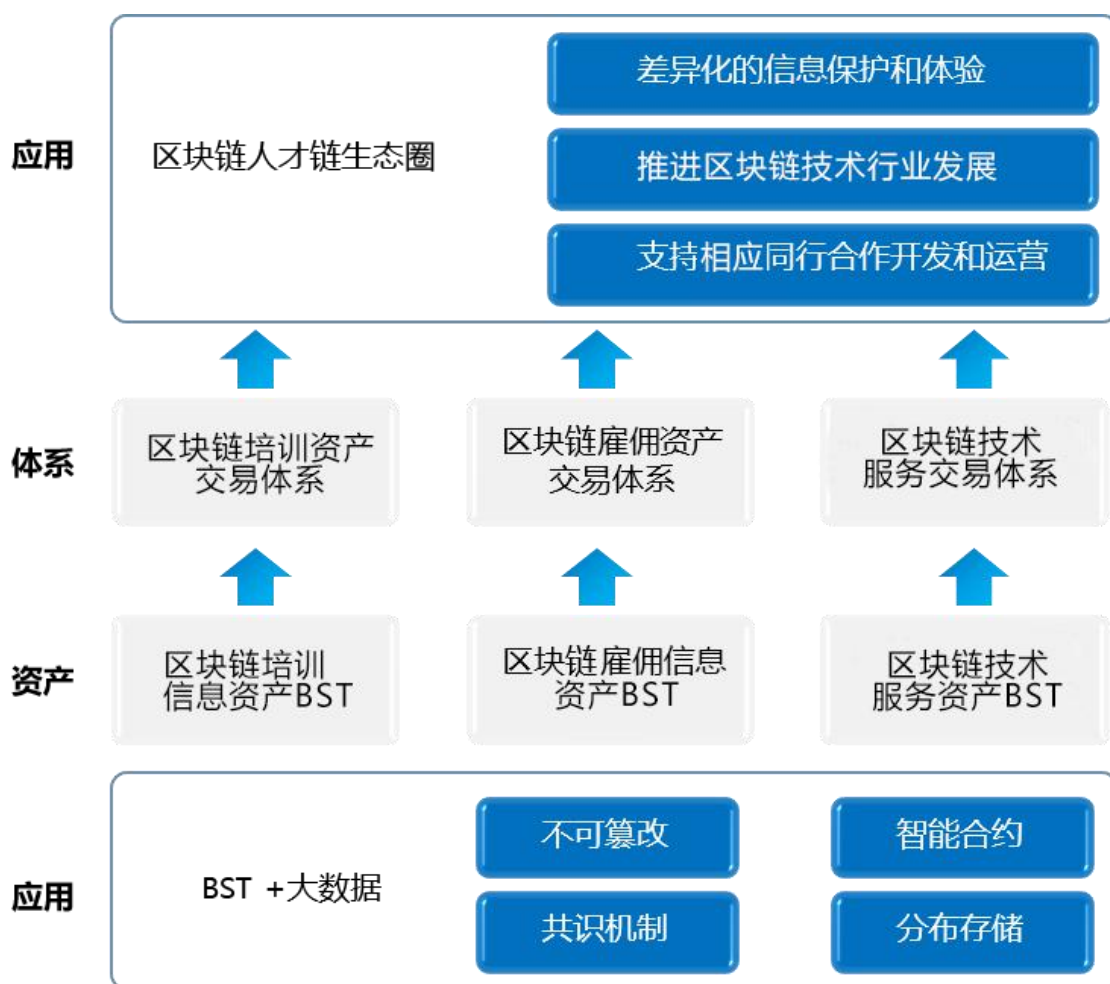 差异化的信息保护和体验
应用
区块链人才链生态圈
推进区块链技术行业发展
支持相应同行合作开发和运营
体系
区块链培训资产
交易体系
区块链雇佣资产
交易体系
区块链技术
服务交易体系
资产
区块链培训
信息资产BST
区块链雇佣信息
资产BST
区块链技术
服务资产BST
应用
BST +大数据
不可篡改
智能合约
共识机制
分布存储